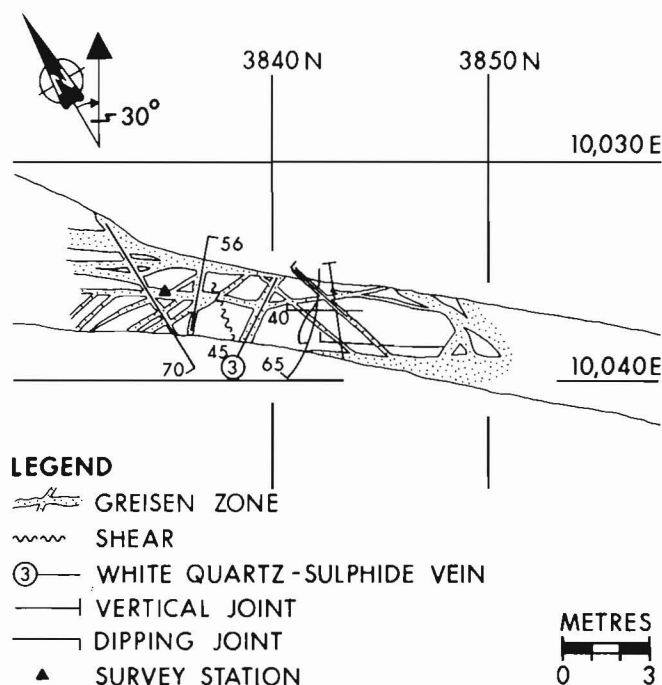 3840 N 3850 N
30°
10,030 E
56
40
45
70 3 65
10,040 E
LEGEND
GREISEN ZONE
SHEAR
3 WHITE QUARTZ-SULPHIDE VEIN
VERTICAL JOINT
DIPPING JOINT
SURVEY STATION
METRES
0 3